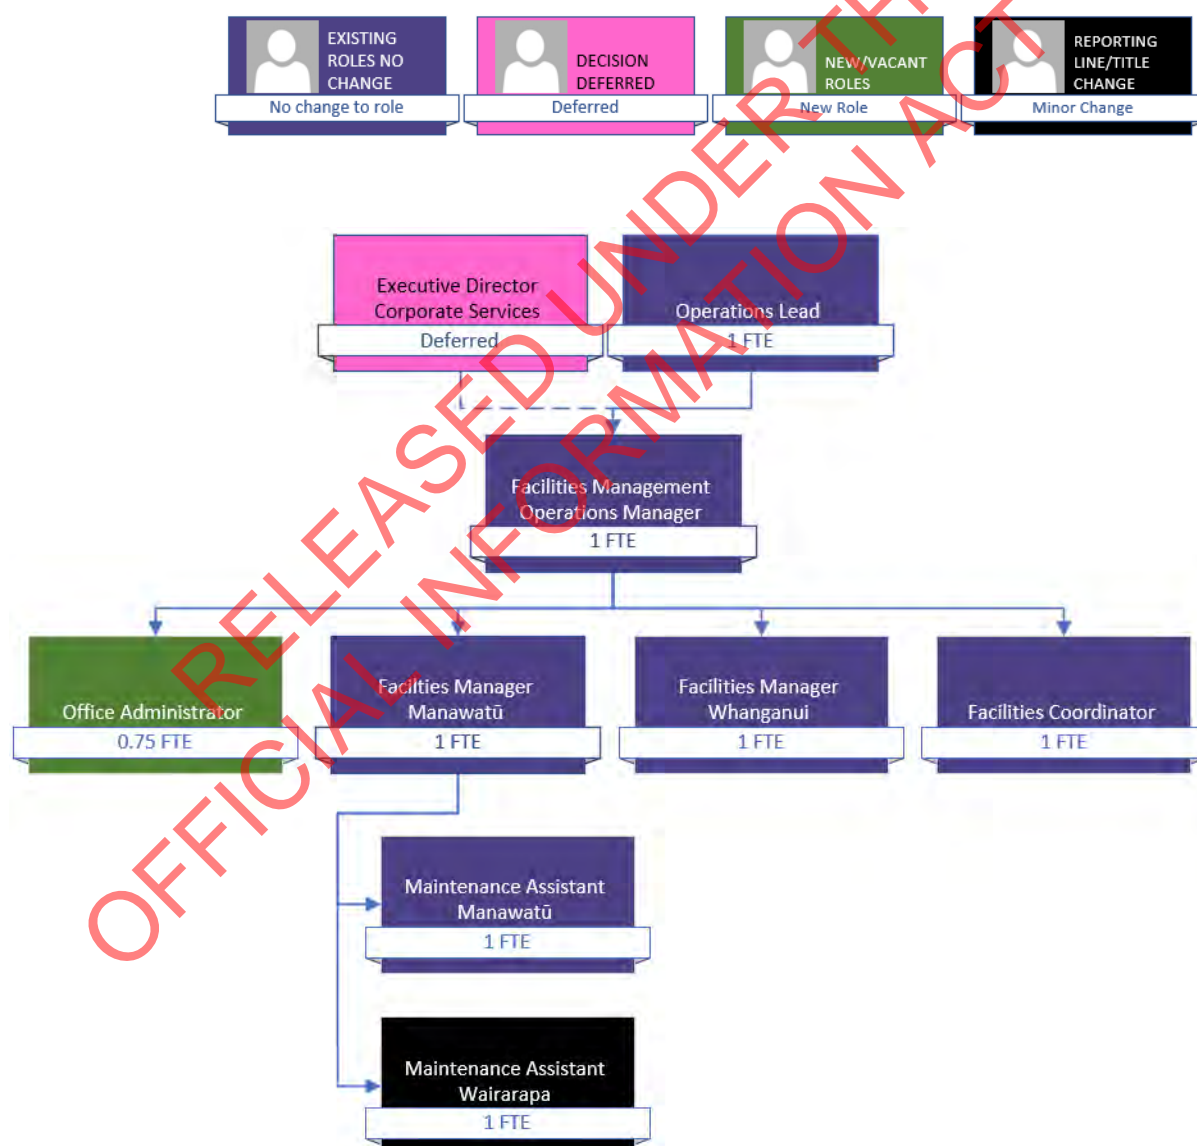 EXISTING
ROLES NO
CHANGE
No change to role
DECISION
DEFERRED
Deferred
NEW/VACANT
ROLES
New Role
REPORTING
LINE/TITLE
CHANGE
Minor Change
Executive Director
Corporate Services
Deferred
Operations Lead
1 FTE
Facilities Management
Operations Manager
1 FTE
Office Administrator
0.75 FTE
Facilties Manager
Manawatū
1 FTE
Facilities Manager
Whanganui
1 FTE
Facilities Coordinator
1 FTE
Maintenance Assistant
Manawatū
1 FTE
Maintenance Assistant
Wairarapa
1 FTE
RELEASED UNDER TH
OFFICIAL INFORMATION ACT